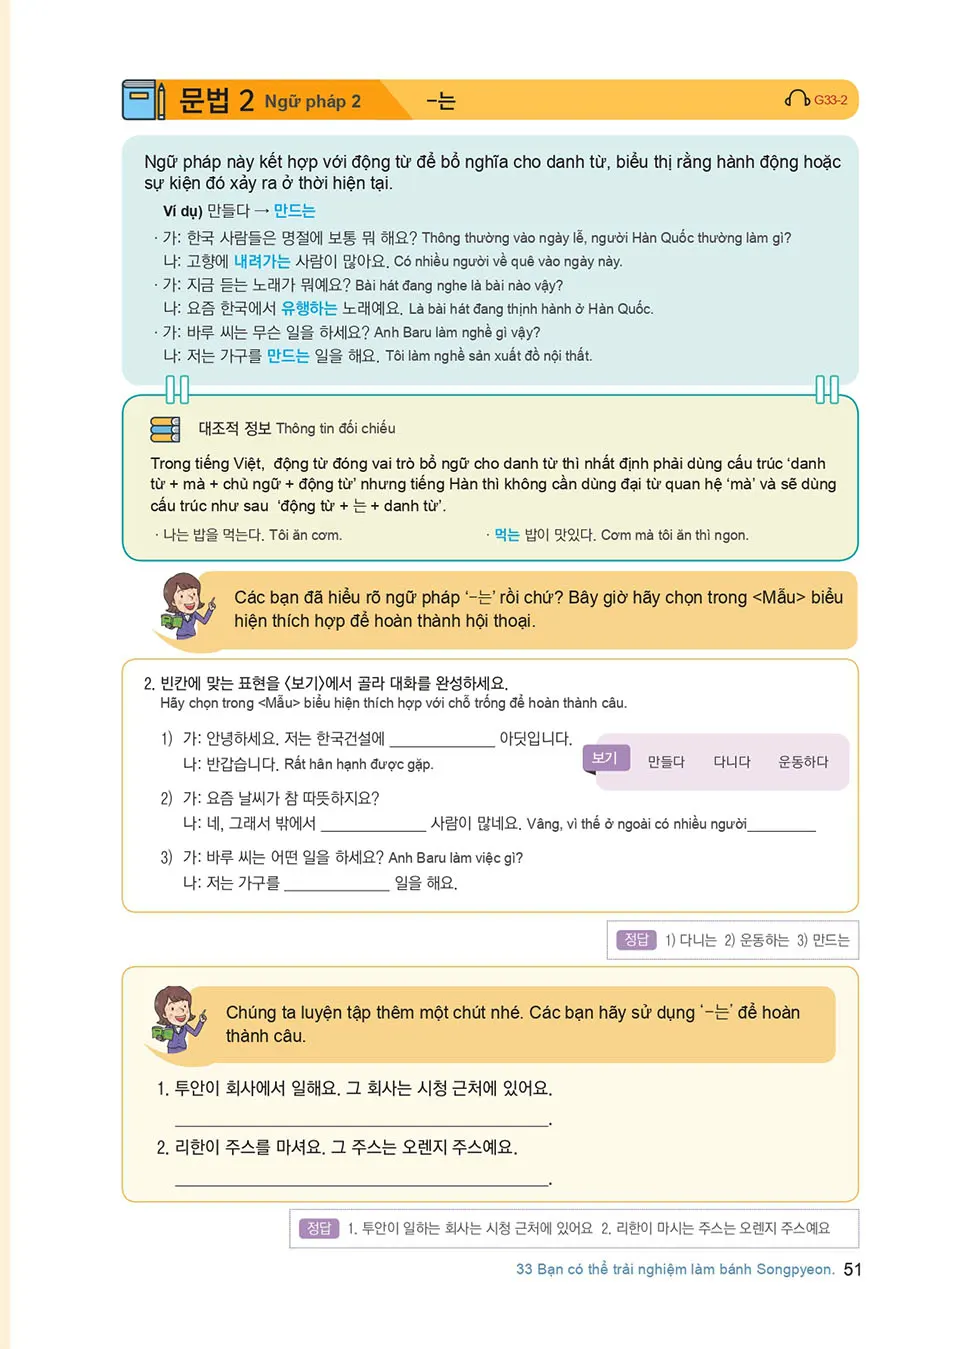 문법 2 Ngữ pháp 2 -는 G33-2
Ngữ pháp này kết hợp với động từ để bổ nghĩa cho danh từ, biểu thị rằng hành động hoặc
sự kiện đó xảy ra ở thời hiện tại.
Ví dụ) 만들다 → 만드는
· 가: 한국 사람들은 명절에 보통 뭐 해요? Thông thường vào ngày lễ, người Hàn Quốc thường làm gì?
나: 고향에 내려가는 사람이 많아요. Có nhiều người về quê vào ngày này.
· 가: 지금 듣는 노래가 뭐예요? Bài hát đang nghe là bài nào vậy?
나: 요즘 한국에서 유행하는 노래예요. Là bài hát đang thịnh hành ở Hàn Quốc.
· 가: 바루 씨는 무슨 일을 하세요? Anh Baru làm nghề gì vậy?
나: 저는 가구를 만드는 일을 해요. Tôi làm nghề sản xuất đồ nội thất.
대조적 정보 Thông tin đối chiếu
Trong tiếng Việt, động từ đóng vai trò bổ ngữ cho danh từ thì nhất định phải dùng cấu trúc ‘danh
từ + mà + chủ ngữ + động từ’ nhưng tiếng Hàn thì không cần dùng đại từ quan hệ ‘mà’ và sẽ dùng
cấu trúc như sau ‘động từ + 는 + danh từ’.
· 나는 밥을 먹는다. Tôi ăn cơm. · 먹는 밥이 맛있다. Cơm mà tôi ăn thì ngon.
Các bạn đã hiểu rõ ngữ pháp ‘-는’ rồi chứ? Bây giờ hãy chọn trong <Mẫu> biểu
hiện thích hợp để hoàn thành hội thoại.
2. 빈칸에 맞는 표현을 〈보기〉에서 골라 대화를 완성하세요.
Hãy chọn trong <Mẫu> biểu hiện thích hợp với chỗ trống để hoàn thành câu.
1) 가: 안녕하세요. 저는 한국건설에 ______________ 아딧입니다.
나: 반갑습니다. Rất hân hạnh được gặp.
보기 만들다 다니다 운동하다
2) 가: 요즘 날씨가 참 따뜻하지요?
나: 네, 그래서 밖에서 ______________ 사람이 많네요. Vâng, vì thế ở ngoài có nhiều người_________
3) 가: 바루 씨는 어떤 일을 하세요? Anh Baru làm việc gì?
나: 저는 가구를 ______________ 일을 해요.
정답 1) 다니는 2) 운동하는 3) 만드는
Chúng ta luyện tập thêm một chút nhé. Các bạn hãy sử dụng ‘-는’ để hoàn
thành câu.
1. 투안이 회사에서 일해요. 그 회사는 시청 근처에 있어요.
______________________________.
2. 리한이 주스를 마셔요. 그 주스는 오렌지 주스예요.
______________________________.
정답 1. 투안이 일하는 회사는 시청 근처에 있어요 2. 리한이 마시는 주스는 오렌지 주스예요
33 Bạn có thể trải nghiệm làm bánh Songpyeon. 51